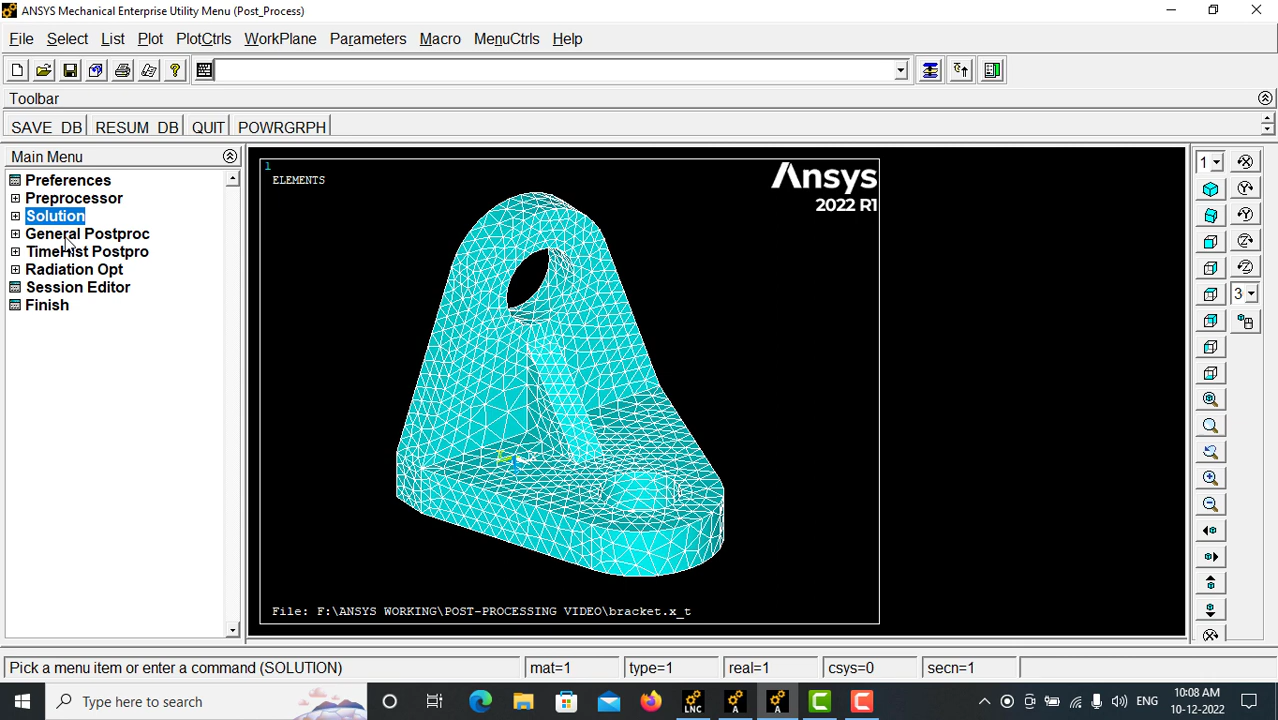 ANSYS Mechanical Enterprise Utility Menu (Post_Process)
File Select List Plot PlotCtrls WorkPlane Parameters Macro MenuCtrls Help
Toolbar
SAVE_DB RESUM_DB QUIT POWRGRPH
Main Menu
Preferences
Preprocessor
Solution
General Postproc
TimeHist Postpro
Radiation Opt
Session Editor
Finish
1
ELEMENTS
Ansys
2022 R1
File: F:\ANSYS WORKING\POST-PROCESSING VIDEO\bracket.x_t
1
3
Pick a menu item or enter a command (SOLUTION) mat=1 type=1 real=1 csys=0 secn=1
Type here to search
LNC A A
ENG
10:08 AM
10-12-2022